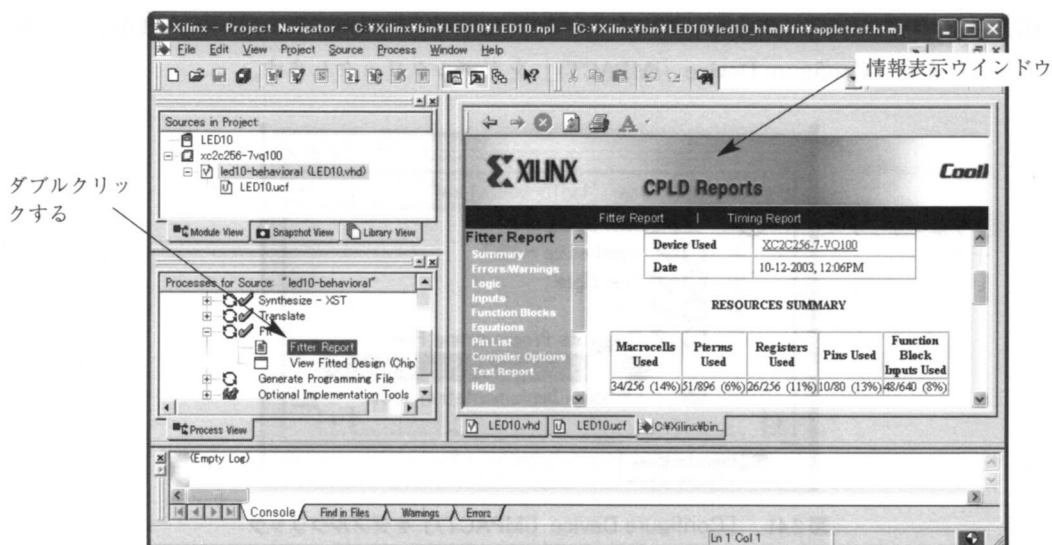 Xilinx - Project Navigator - C:¥Xilinx¥bin¥LED10¥LED10.npl - [C:¥Xilinx¥bin¥LED10¥led10_html¥fit¥appletref.htm]
File Edit View Project Source Process Window Help
情報表示ウインドウ
Sources in Project:
LED10
xc2c256-7vq100
led10-behavioral (LED10.vhd)
LED10.ucf
Module View Snapshot View Library View
ダブルクリッ
クする
Processes for Source: "led10-behavioral"
Synthesize - XST
Translate
Fit
Fitter Report
View Fitted Design (Chip
Generate Programming File
Optional Implementation Tools
Process View
XILINX
CPLD Reports
Cooll
Fitter Report | Timing Report
Fitter Report
Summary
Errors/Warnings
Logic
Inputs
Function Blocks
Equations
Pin List
Compiler Options
Text Report
Help
Device Used XC2C256-7-VQ100
Date 10-12-2003, 12:06PM
RESOURCES SUMMARY
Macrocells Used Pterms Used Registers Used Pins Used Function Block Inputs Used
34/256 (14%) 51/896 (6%) 26/256 (11%) 10/80 (13%) 48/640 (8%)
LED10.vhd LED10.ucf C:¥Xilinx¥bin...
(Empty Log)
Console Find in Files Warnings Errors
Ln 1 Col 1